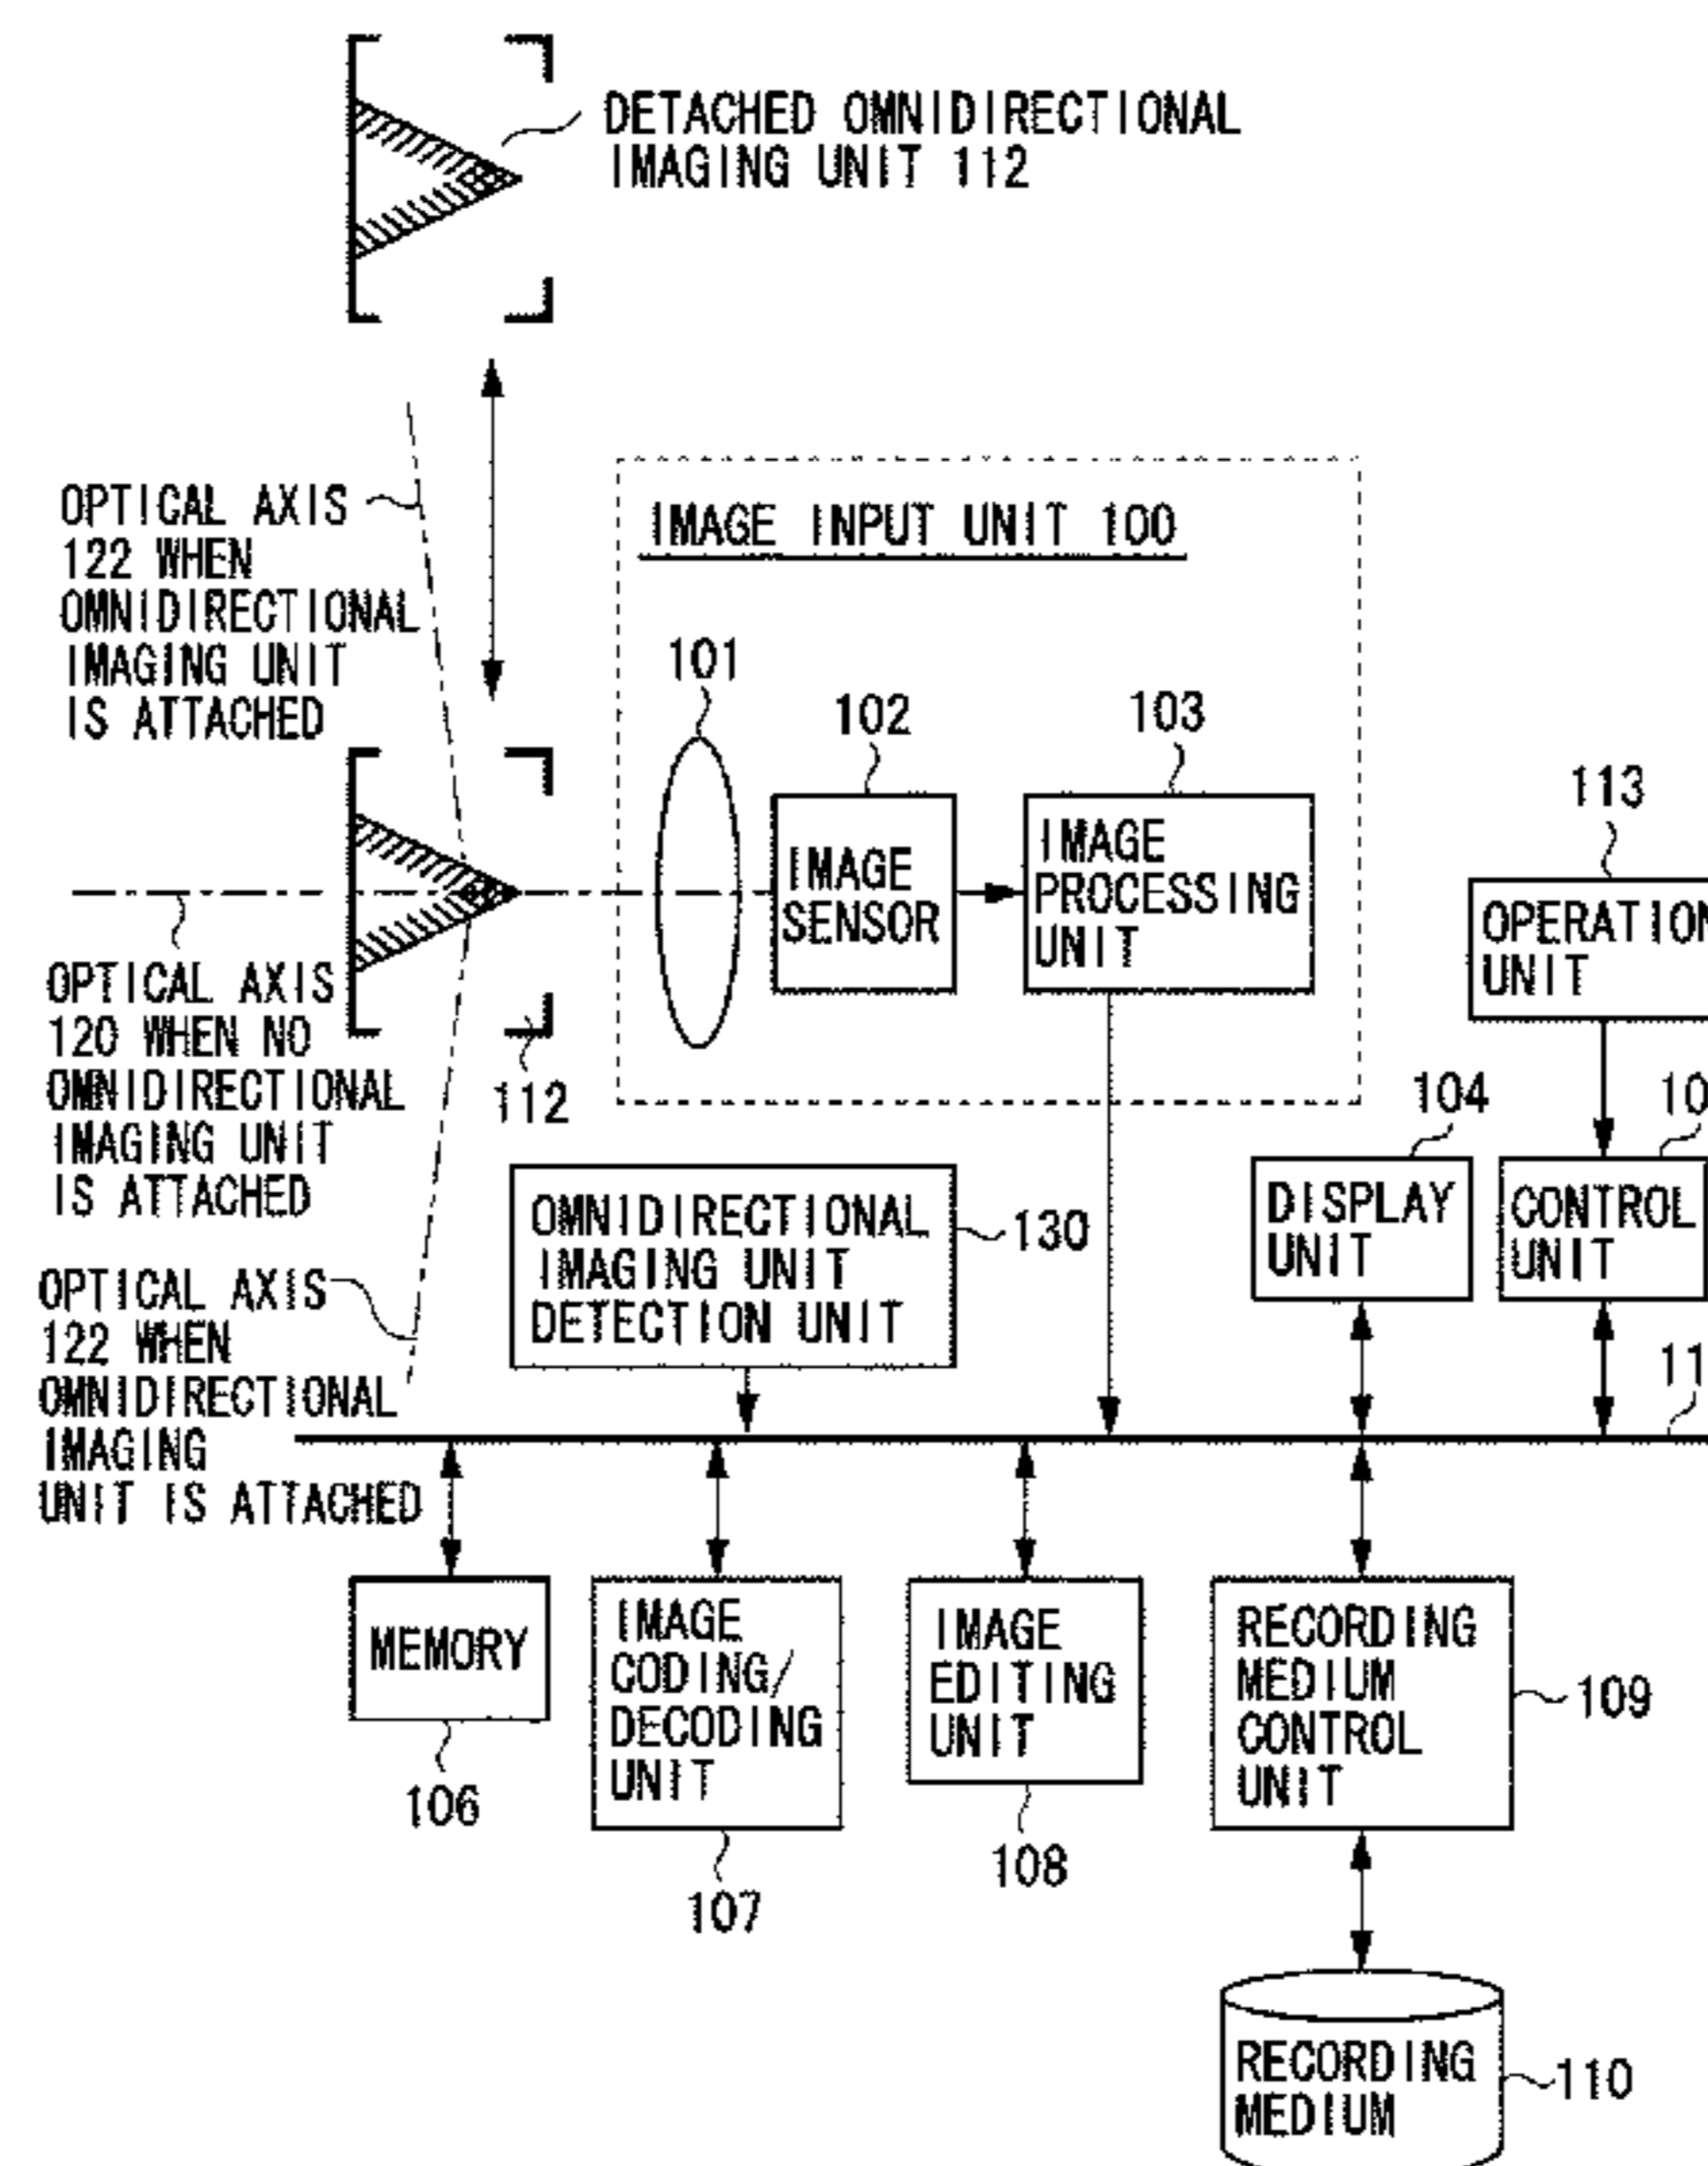 DETACHED OMNIDIRECTIONAL
IMAGING UNIT 112
OPTICAL AXIS
122 WHEN
OMNIDIRECTIONAL
IMAGING UNIT
IS ATTACHED
IMAGE INPUT UNIT 100
101
102
103
IMAGE
SENSOR
IMAGE
PROCESSING
UNIT
113
OPERATION
UNIT
OPTICAL AXIS
120 WHEN NO
OMNIDIRECTIONAL
IMAGING UNIT
IS ATTACHED
112
104
10
DISPLAY
UNIT
CONTROL
UNIT
OMNIDIRECTIONAL
IMAGING UNIT
DETECTION UNIT
130
OPTICAL AXIS
122 WHEN
OMNIDIRECTIONAL
IMAGING
UNIT IS ATTACHED
11
MEMORY
106
IMAGE
CODING/
DECODING
UNIT
107
IMAGE
EDITING
UNIT
108
RECORDING
MEDIUM
CONTROL
UNIT
109
RECORDING
MEDIUM
110